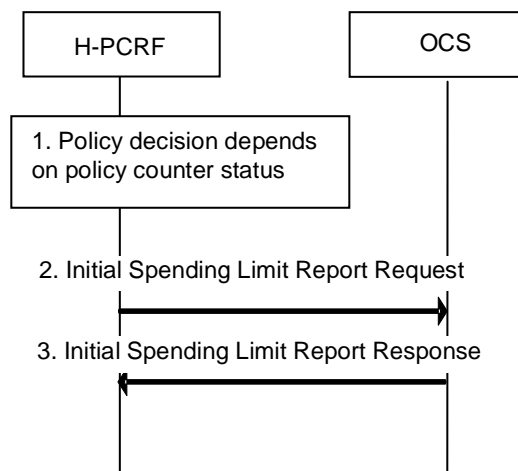 H-PCRF
OCS
1. Policy decision depends
on policy counter status
2. Initial Spending Limit Report Request
3. Initial Spending Limit Report Response